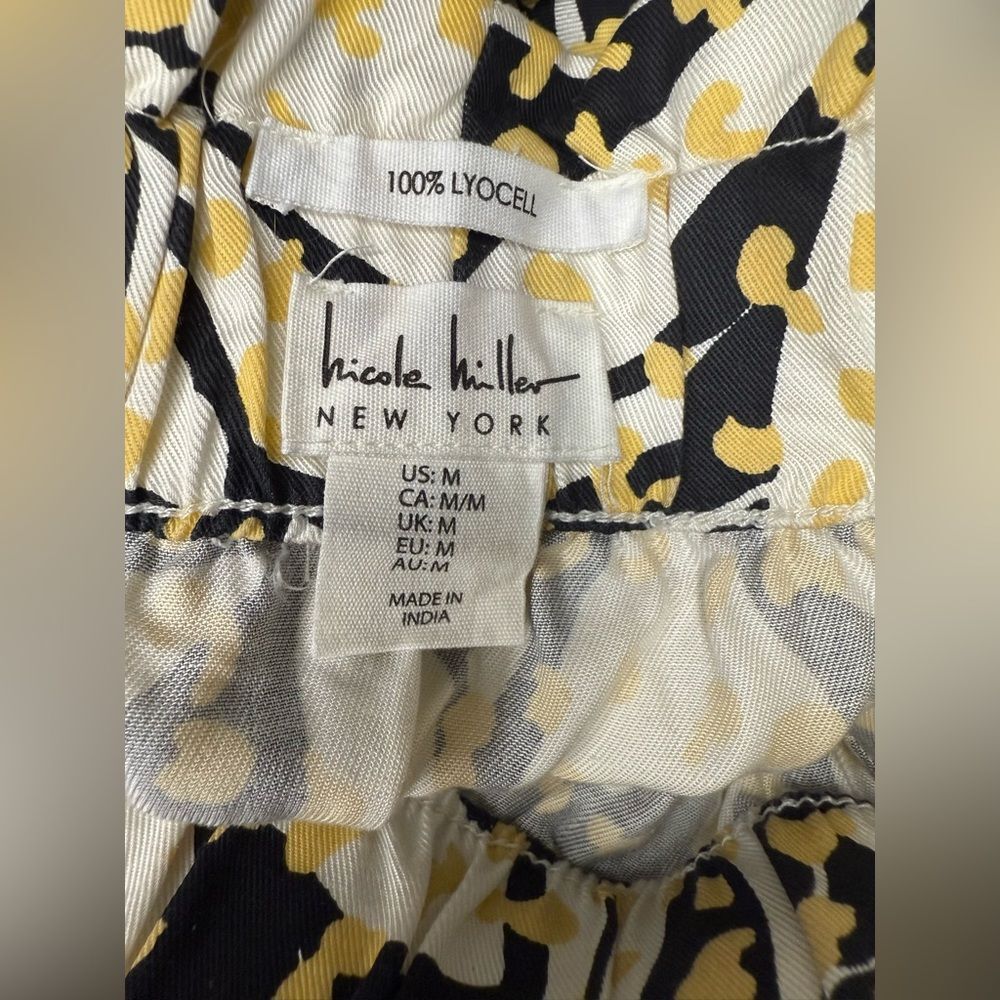 100% LYOCELL
nicole miller
NEW YORK
US: M
CA: M/M
UK: M
EU: M
AU: M
MADE IN
INDIA